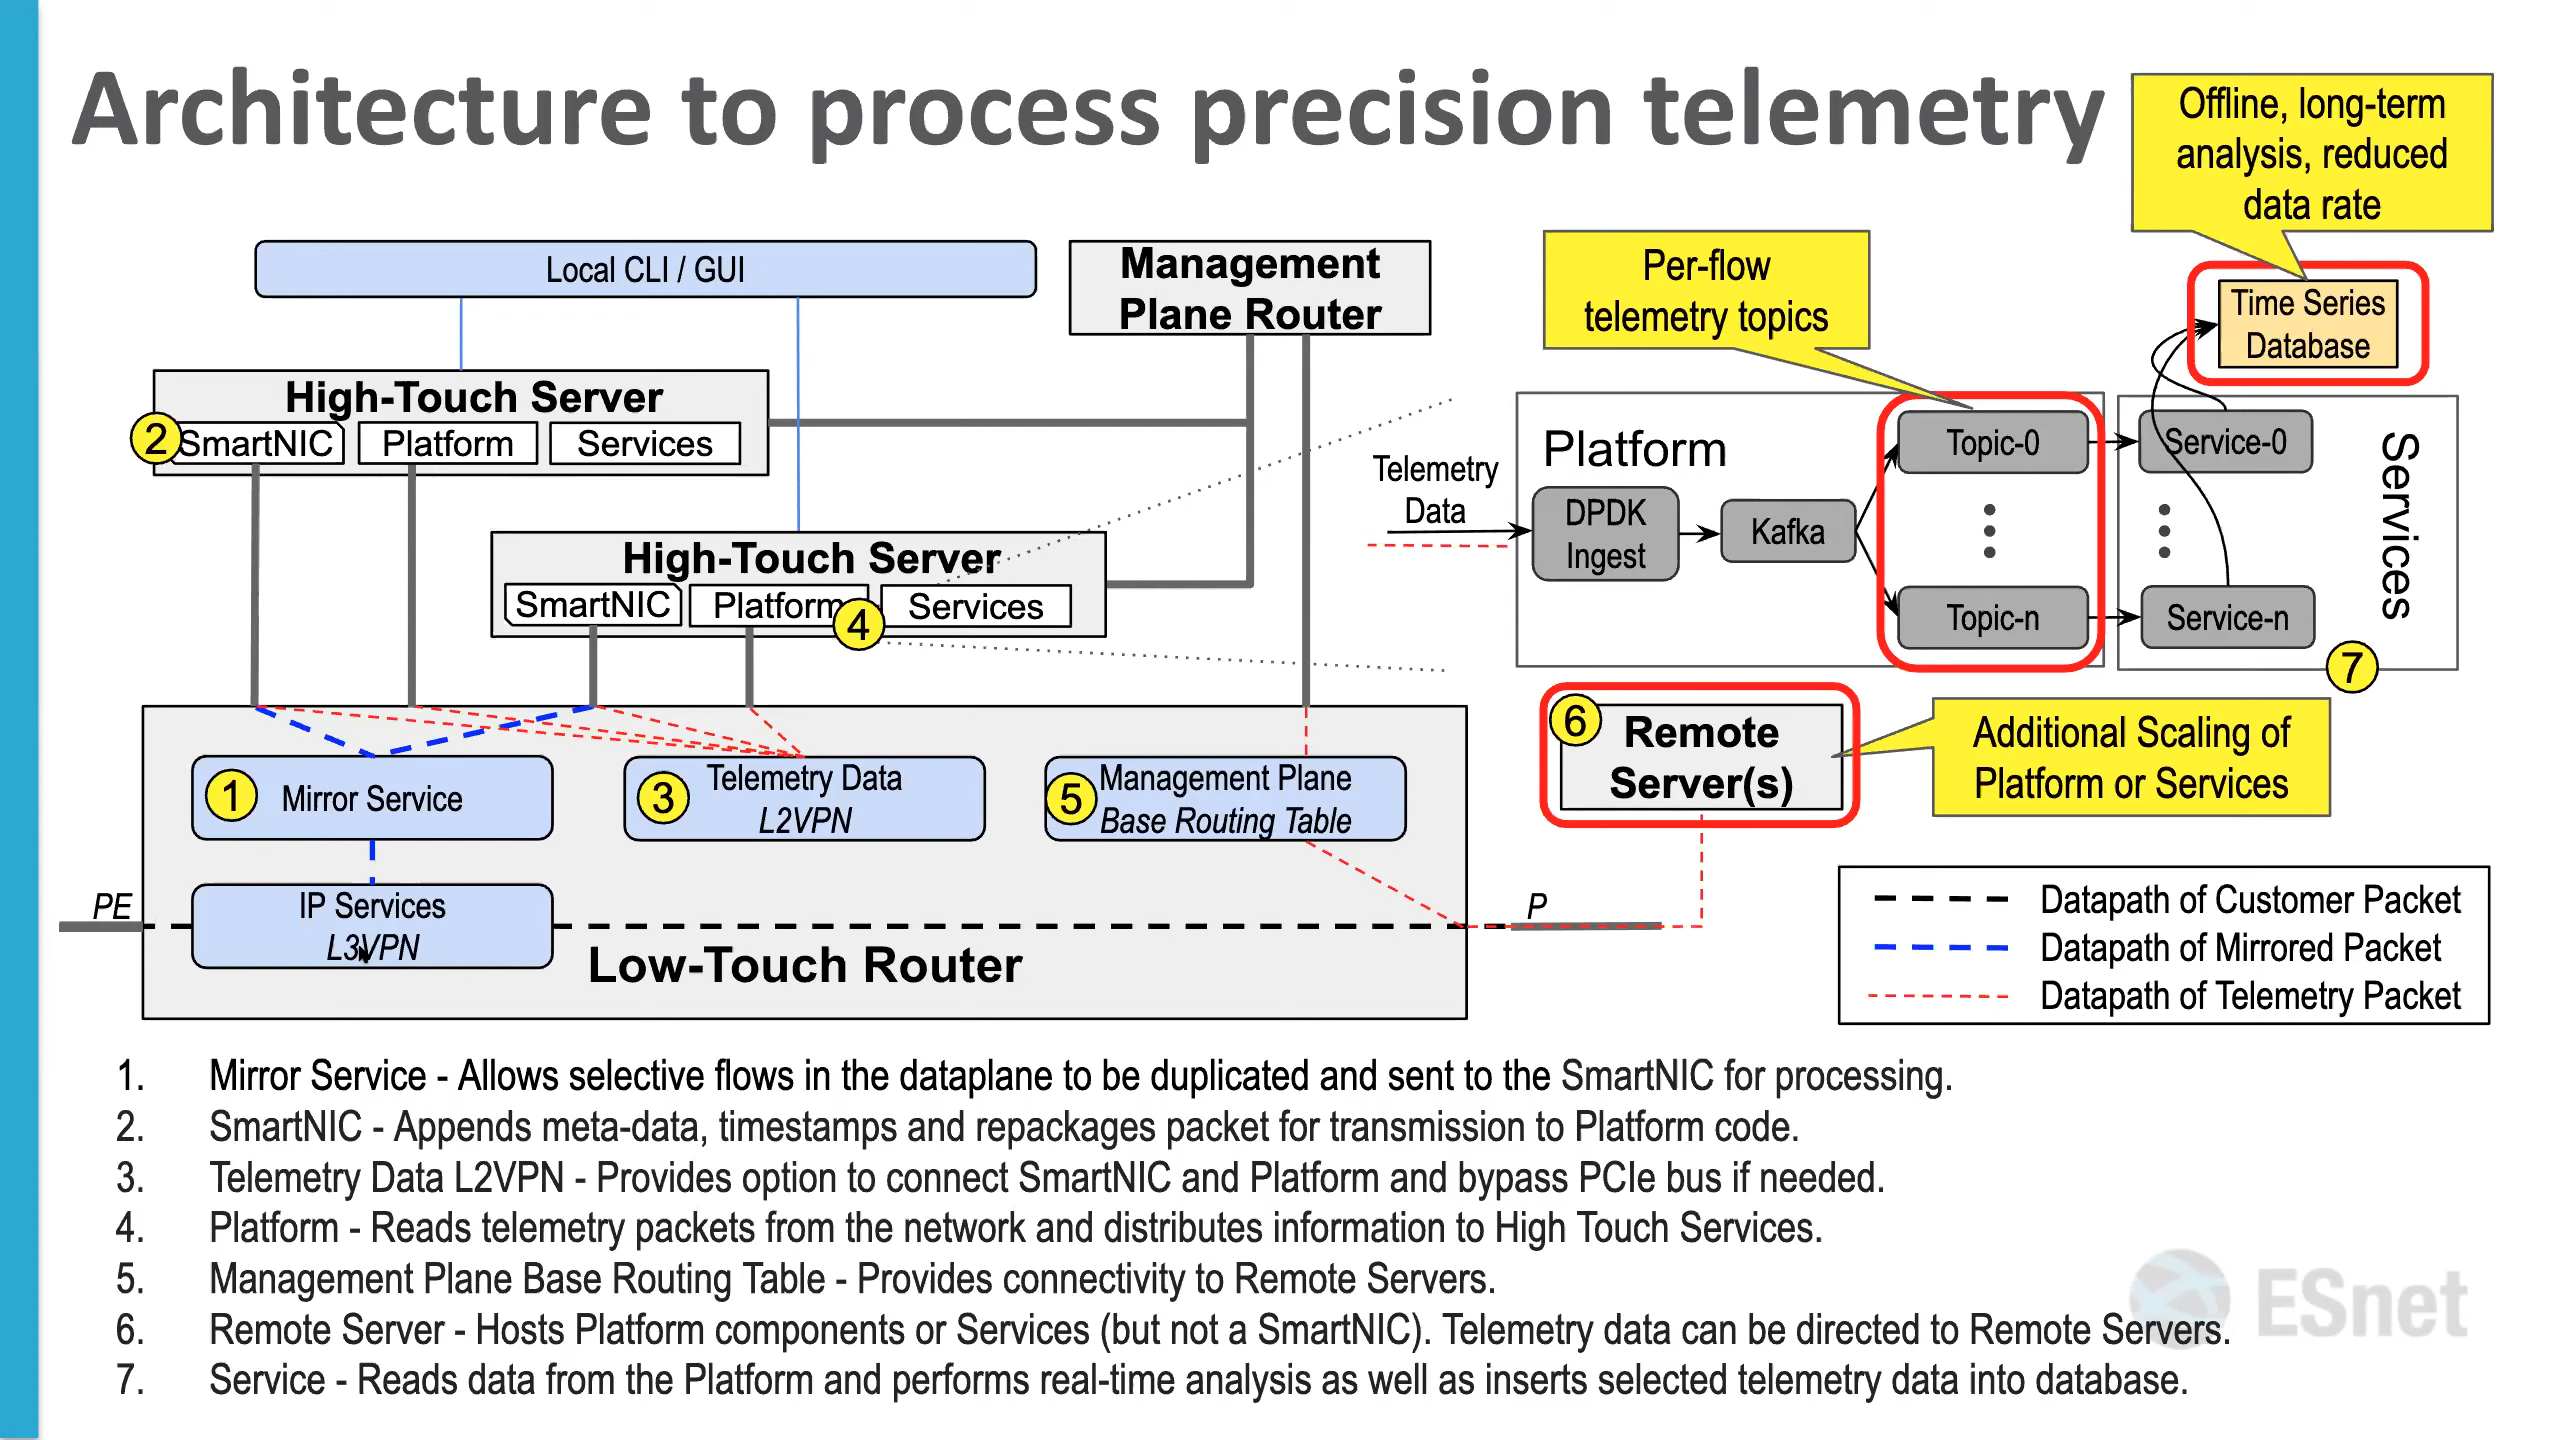 Architecture to process precision telemetry
Offline, long-term
analysis, reduced
data rate
Local CLI / GUI
Management
Plane Router
Per-flow
telemetry topics
Time Series
Database
High-Touch Server
2
SmartNIC
Platform
Services
High-Touch Server
SmartNIC
Platform
4
Services
Telemetry
Data
Platform
DPDK
Ingest
Kafka
Topic-0
Topic-n
Service-0
Service-n
Services
7
1
Mirror Service
3
Telemetry Data
L2VPN
5
Management Plane
Base Routing Table
6
Remote
Server(s)
Additional Scaling of
Platform or Services
PE
IP Services
L3VPN
Low-Touch Router
P
Datapath of Customer Packet
Datapath of Mirrored Packet
Datapath of Telemetry Packet
1. Mirror Service - Allows selective flows in the dataplane to be duplicated and sent to the SmartNIC for processing.
2. SmartNIC - Appends meta-data, timestamps and repackages packet for transmission to Platform code.
3. Telemetry Data L2VPN - Provides option to connect SmartNIC and Platform and bypass PCIe bus if needed.
4. Platform - Reads telemetry packets from the network and distributes information to High Touch Services.
5. Management Plane Base Routing Table - Provides connectivity to Remote Servers.
6. Remote Server - Hosts Platform components or Services (but not a SmartNIC). Telemetry data can be directed to Remote Servers.
7. Service - Reads data from the Platform and performs real-time analysis as well as inserts selected telemetry data into database.
ESnet